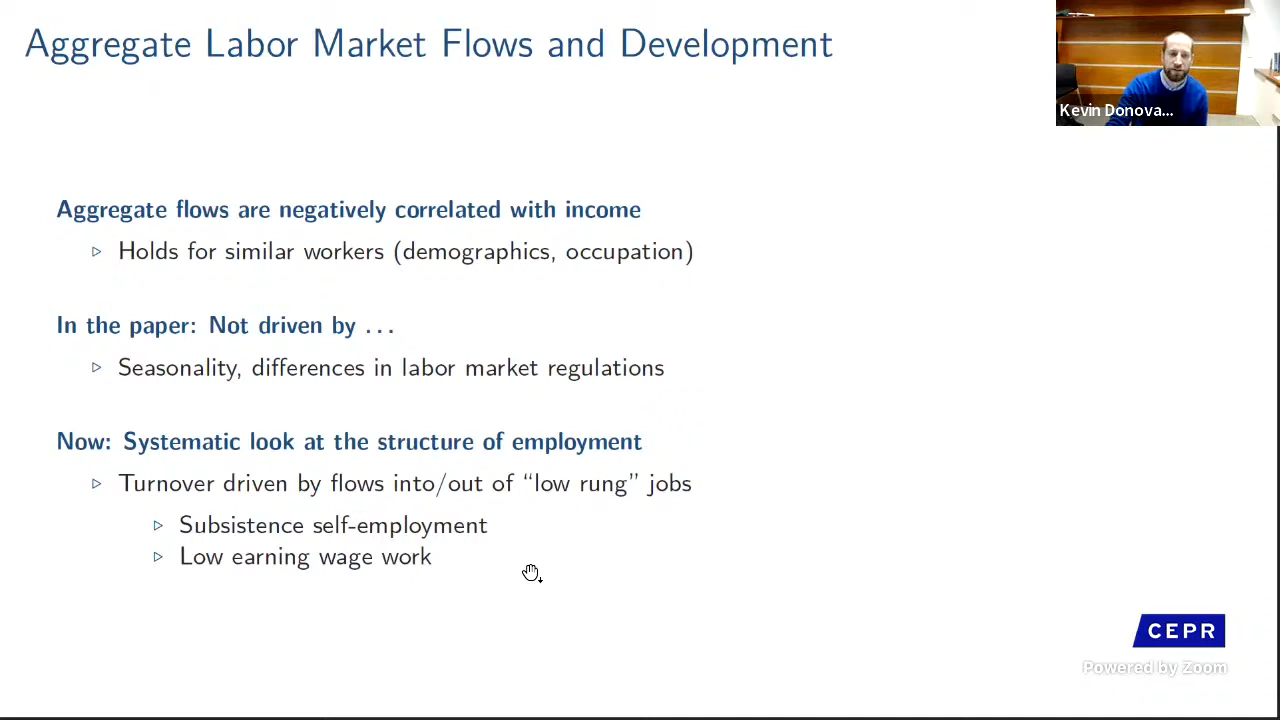 Aggregate Labor Market Flows and Development
Kevin Donova...
Aggregate flows are negatively correlated with income
▷ Holds for similar workers (demographics, occupation)
In the paper: Not driven by ...
▷ Seasonality, differences in labor market regulations
Now: Systematic look at the structure of employment
▷ Turnover driven by flows into/out of “low rung” jobs
▷ Subsistence self-employment
▷ Low earning wage work
CEPR
Powered by Zoom